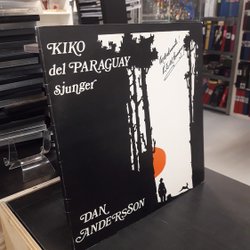 KIKO
del PARAGUAY
sjunger
DAN
ANDERSSON